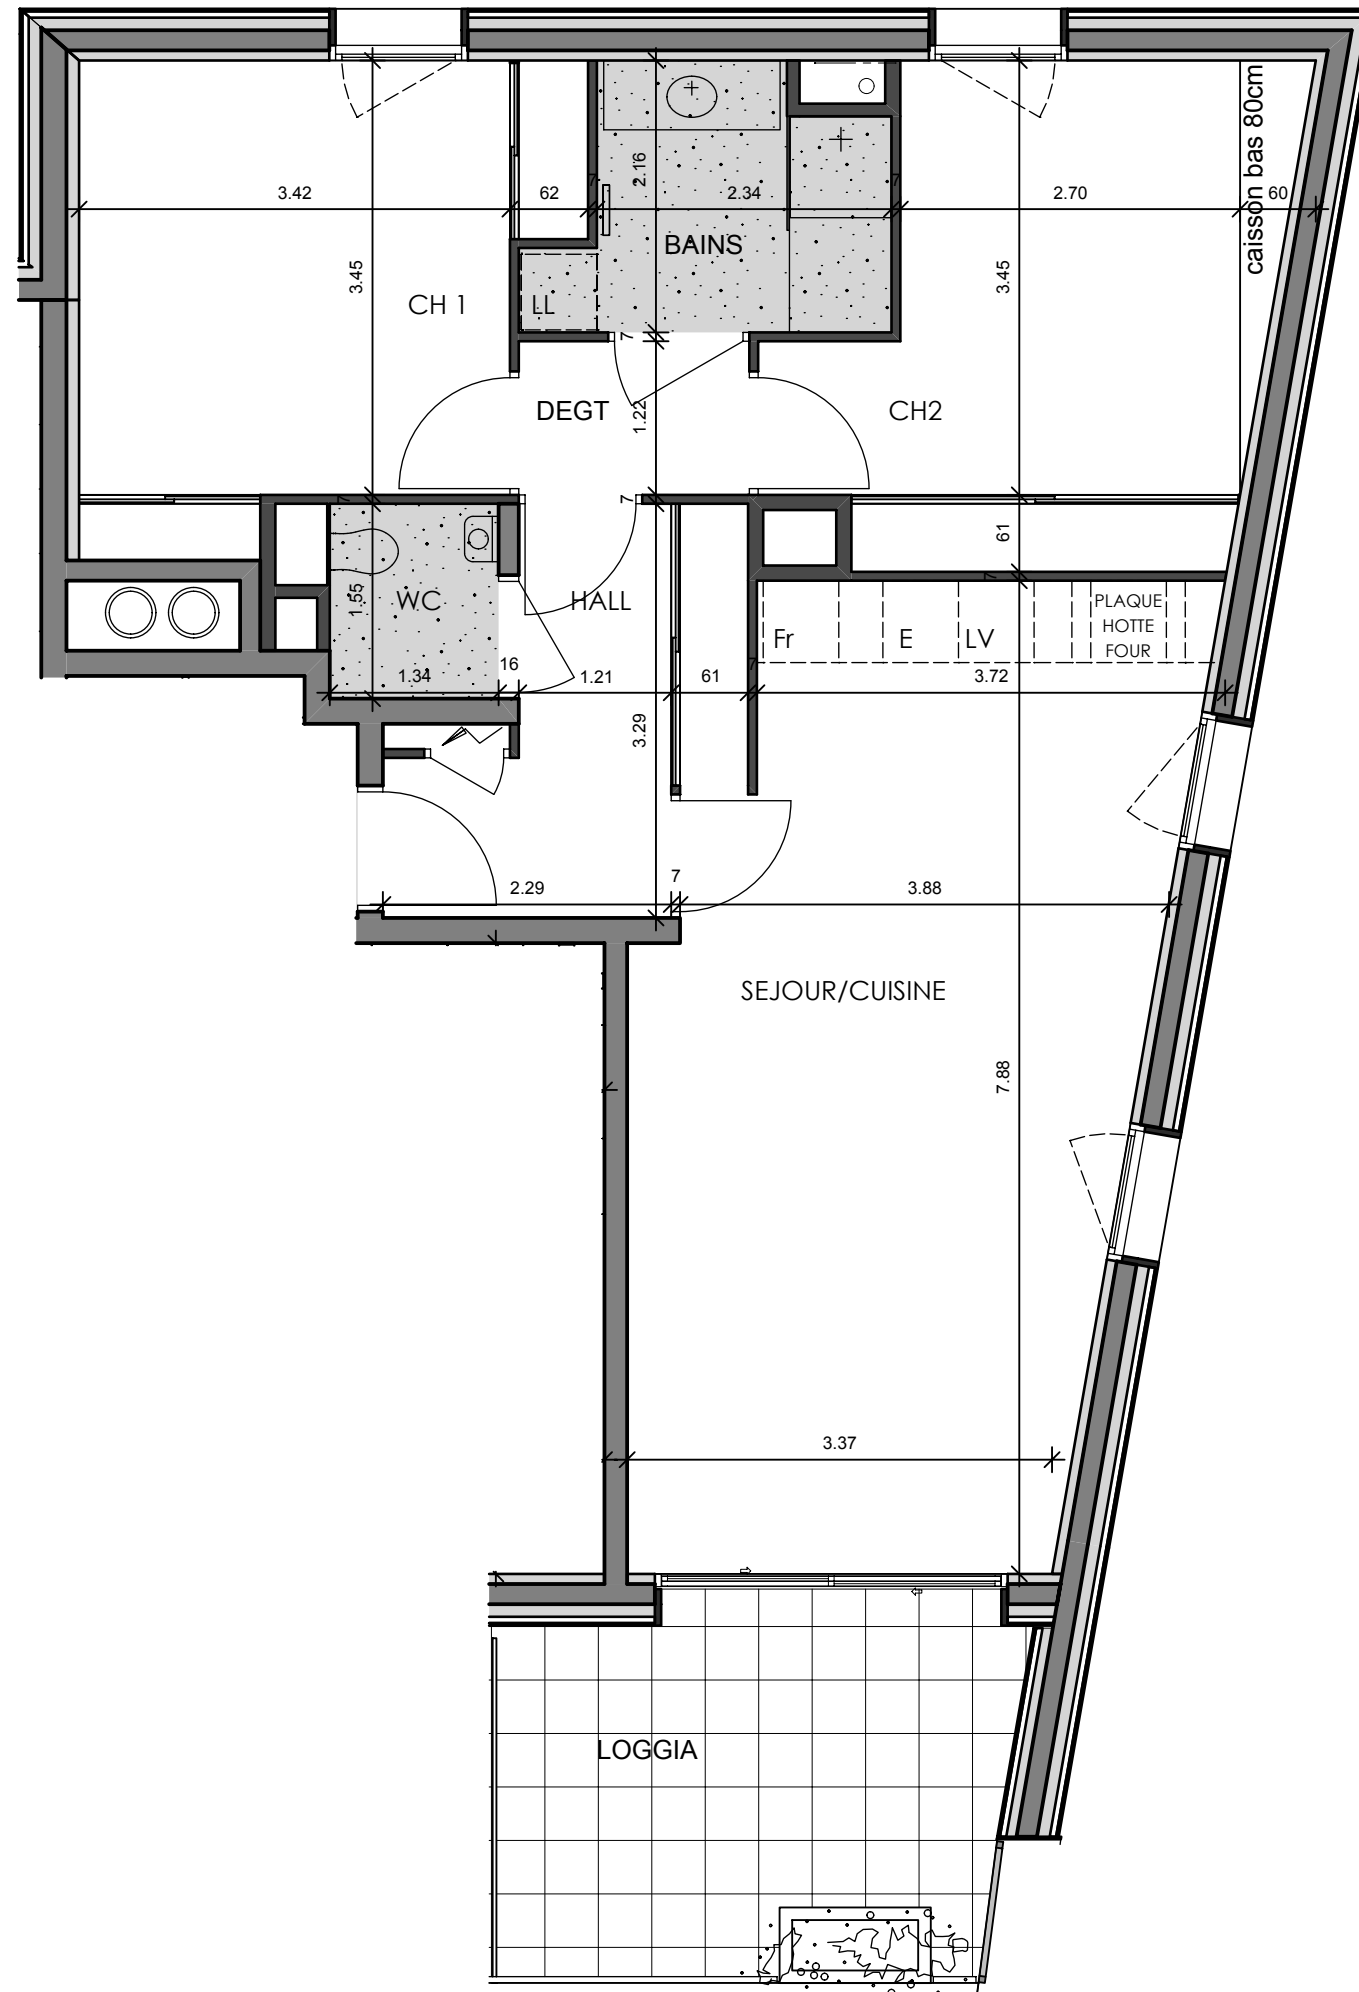 caisson bas 80cm
3.42
62
7
2.16
2.34
7
2.70
60
BAINS
3.45
3.45
CH 1
LL
7
DEGT
1.22
CH2
7
7
61
7
1.55
WC
HALL
Fr
E
LV
PLAQUE
HOTTE
FOUR
1.34
16
1.21
61
7
3.72
3.29
2.29
7
3.88
SEJOUR/CUISINE
7.88
3.37
LOGGIA